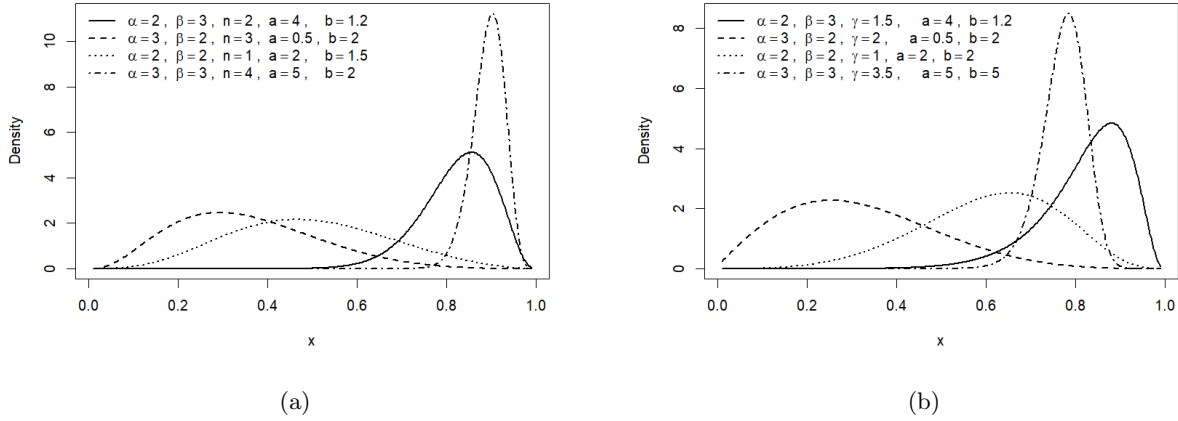 α = 2 , β = 3 , n = 2 , a = 4 , b = 1.2
α = 3 , β = 2 , n = 3 , a = 0.5 , b = 2
α = 2 , β = 2 , n = 1 , a = 2 , b = 1.5
α = 3 , β = 3 , n = 4 , a = 5 , b = 2
Density
10
8
6
4
2
0
0.0 0.2 0.4 0.6 0.8 1.0
x
(a)
α = 2 , β = 3 , γ = 1.5 , a = 4 , b = 1.2
α = 3 , β = 2 , γ = 2 , a = 0.5 , b = 2
α = 2 , β = 2 , γ = 1 , a = 2 , b = 2
α = 3 , β = 3 , γ = 3.5 , a = 5 , b = 5
Density
8
6
4
2
0
0.0 0.2 0.4 0.6 0.8 1.0
x
(b)